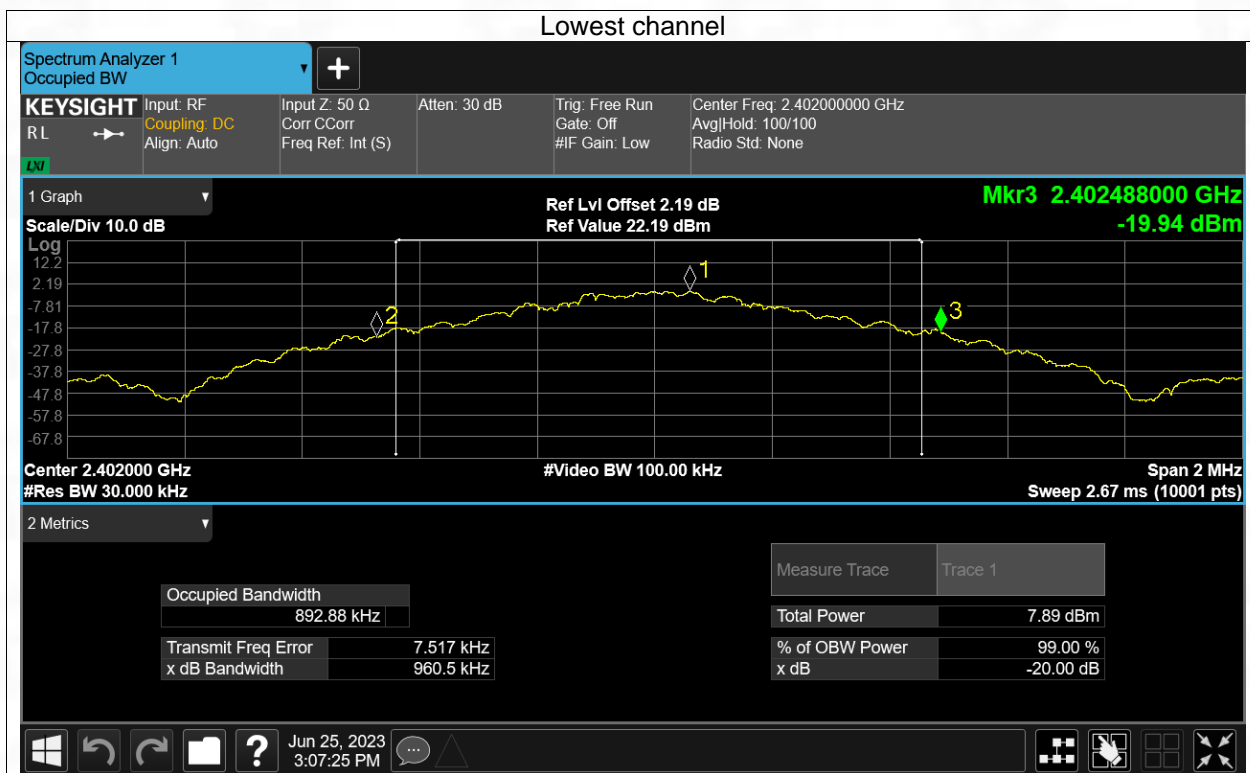 Lowest channel
Spectrum Analyzer 1
Occupied BW
+
KEYSIGHT
R L
LXI
Input: RF
Coupling: DC
Align: Auto
Input Z: 50 Ω
Corr CCorr
Freq Ref: Int (S)
Atten: 30 dB
Trig: Free Run
Gate: Off
#IF Gain: Low
Center Freq: 2.402000000 GHz
Avg|Hold: 100/100
Radio Std: None
1 Graph
Scale/Div 10.0 dB
Ref Lvl Offset 2.19 dB
Ref Value 22.19 dBm
Mkr3 2.402488000 GHz
-19.94 dBm
Log
12.2
2.19
-7.81
-17.8
-27.8
-37.8
-47.8
-57.8
-67.8
1
2
3
Center 2.402000 GHz
#Video BW 100.00 kHz
Span 2 MHz
#Res BW 30.000 kHz
Sweep 2.67 ms (10001 pts)
2 Metrics
Measure Trace Trace 1
Occupied Bandwidth
892.88 kHz
Total Power 7.89 dBm
Transmit Freq Error 7.517 kHz
% of OBW Power 99.00 %
x dB Bandwidth 960.5 kHz
x dB -20.00 dB
?
Jun 25, 2023
3:07:25 PM